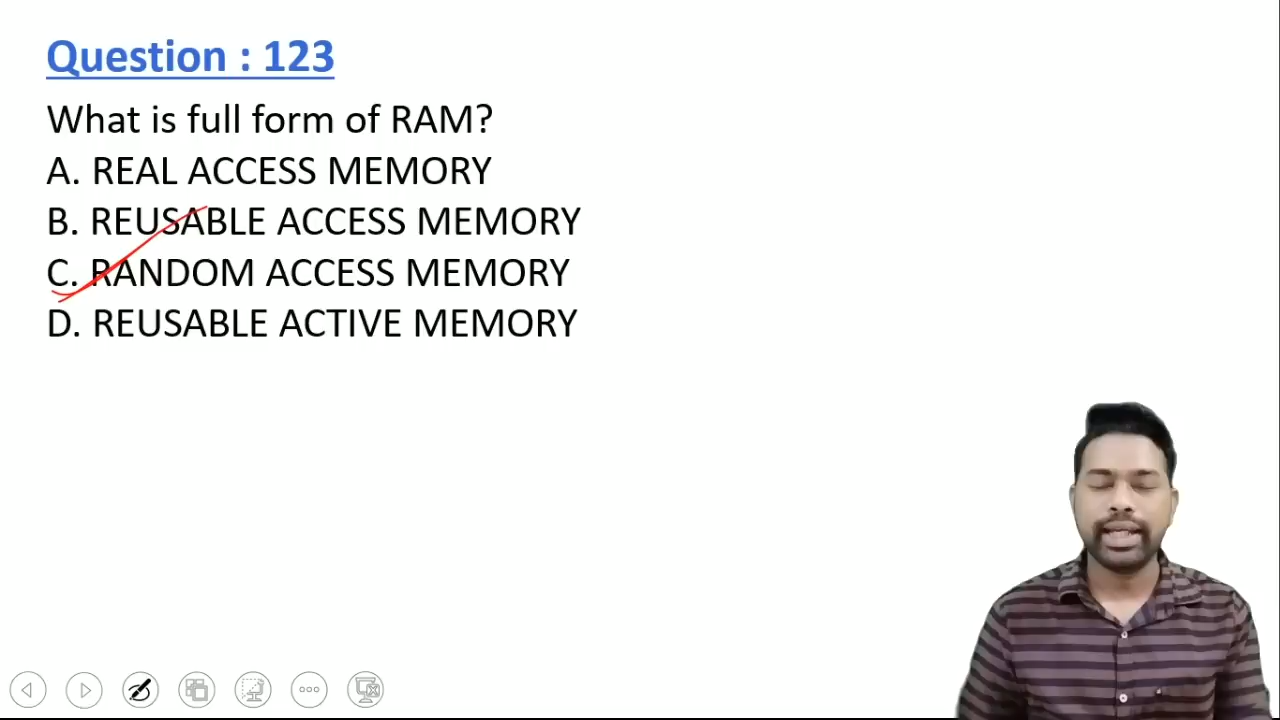 Question : 123
What is full form of RAM?
A. REAL ACCESS MEMORY
B. REUSABLE ACCESS MEMORY
C. RANDOM ACCESS MEMORY
D. REUSABLE ACTIVE MEMORY